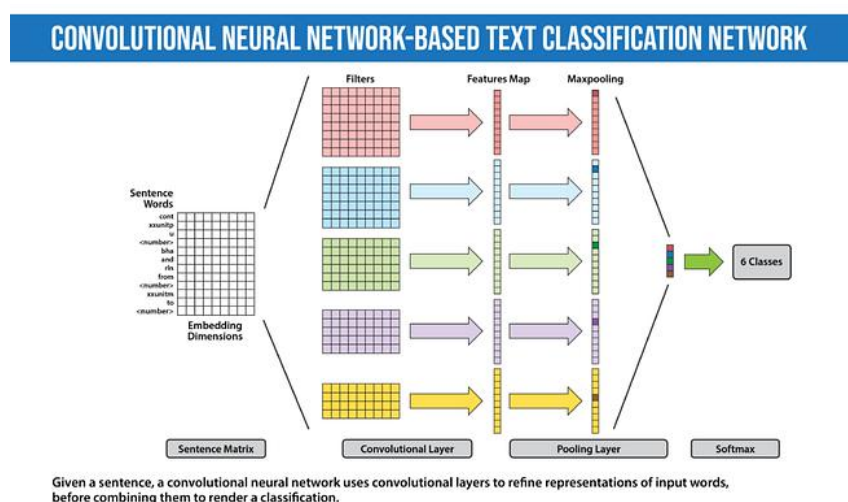 CONVOLUTIONAL NEURAL NETWORK-BASED TEXT CLASSIFICATION NETWORK
Filters
Features Map
Maxpooling
Sentence
Words
cont
xxunitp
u
<number>
bha
and
rln
from
<number>
xxunitm
to
<number>
Embedding
Dimensions
6 Classes
Sentence Matrix
Convolutional Layer
Pooling Layer
Softmax
Given a sentence, a convolutional neural network uses convolutional layers to refine representations of input words,
before combining them to render a classification.